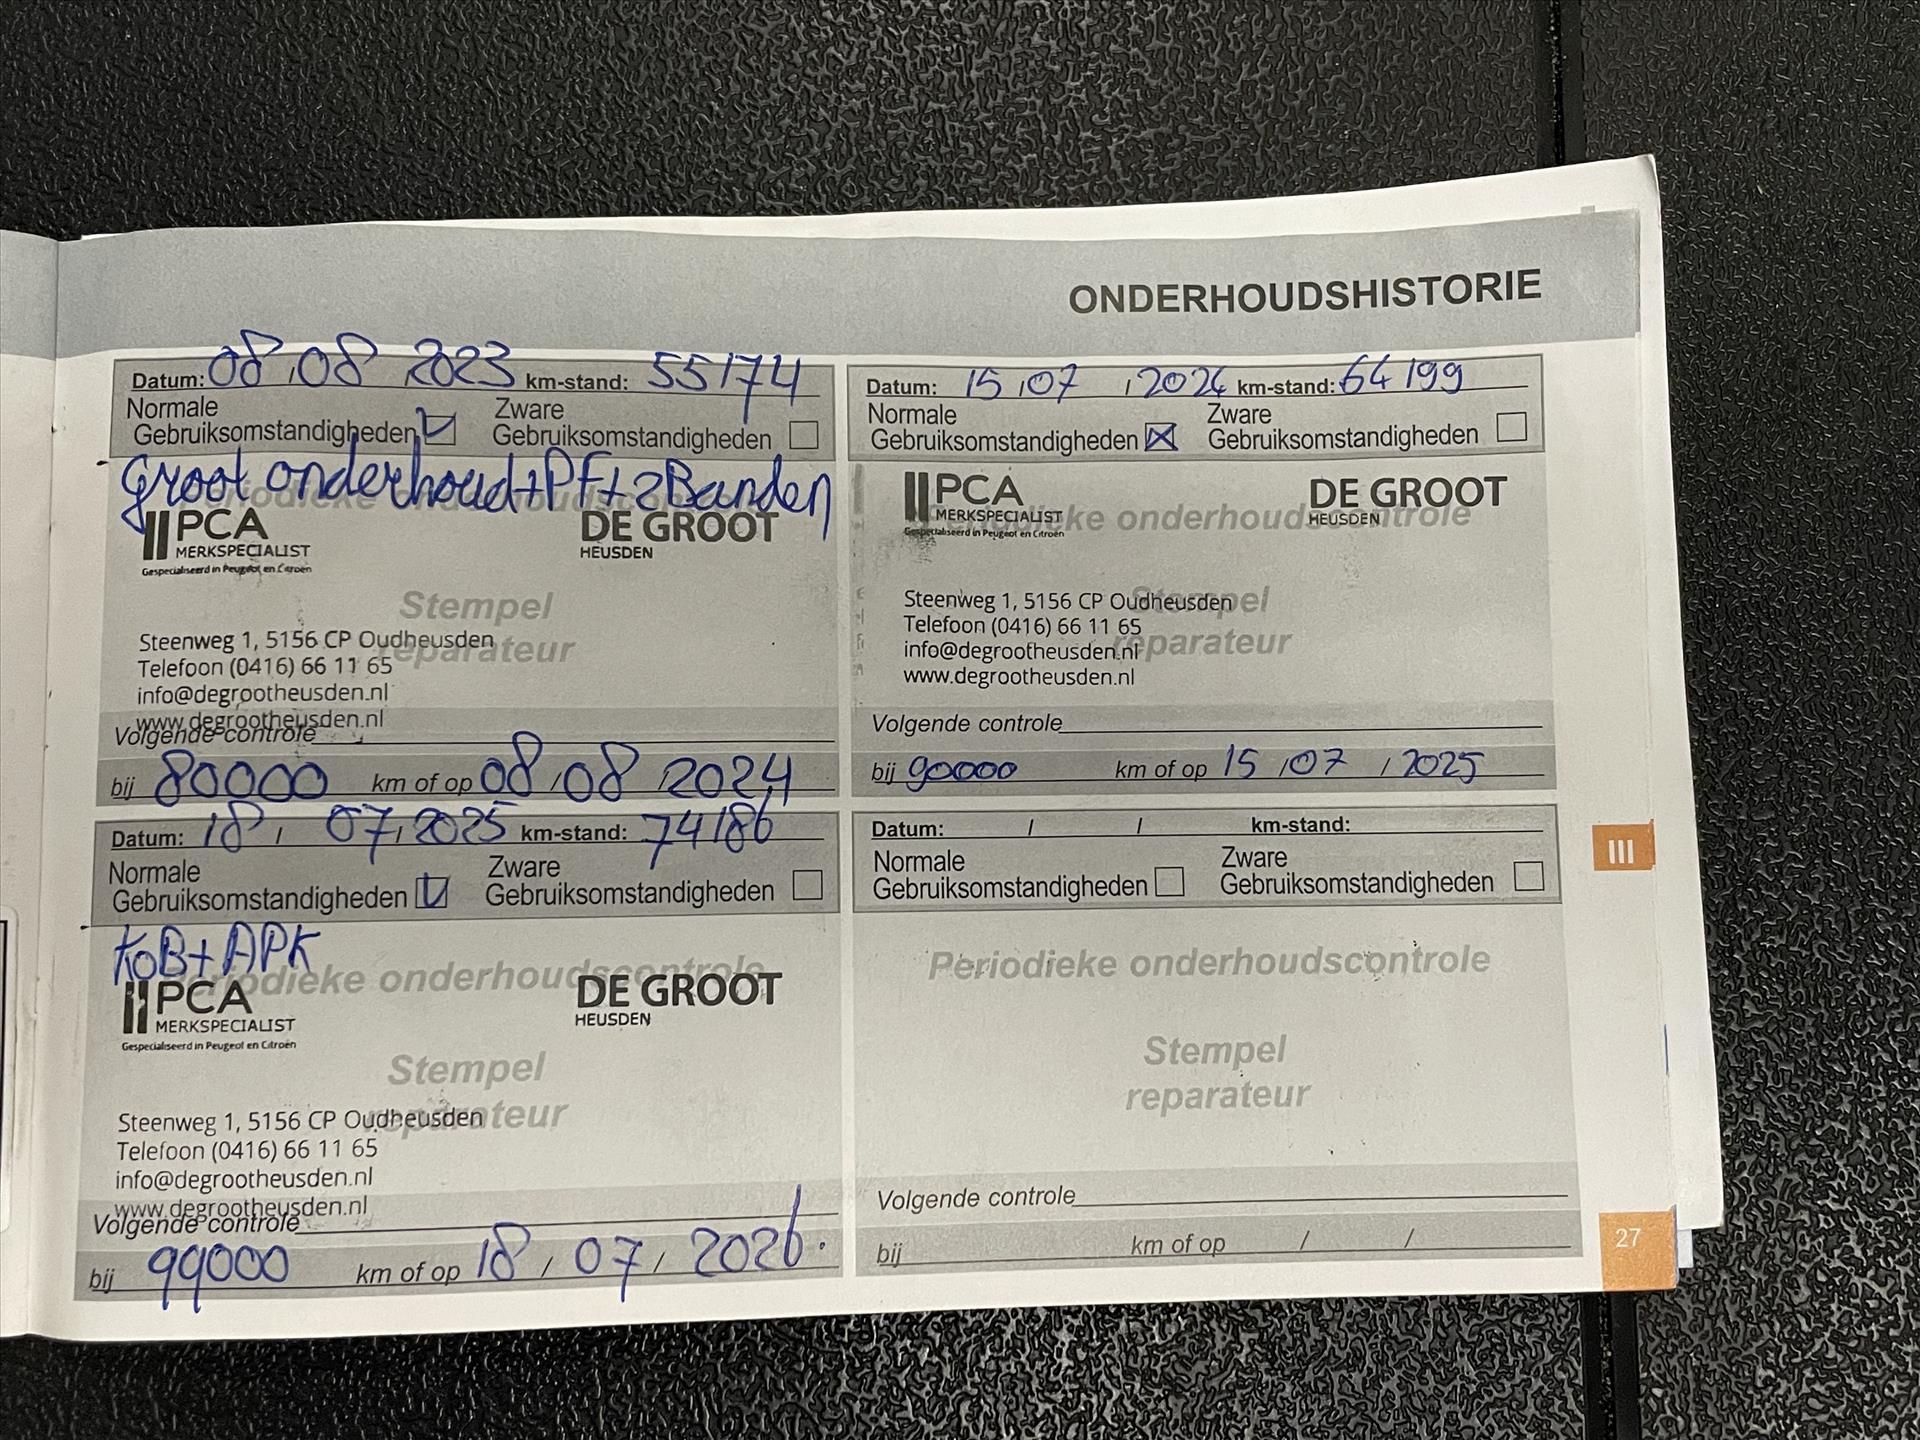 ONDERHOUDSHISTORIE
Datum: 08 / 08 / 2023 km-stand: 55174
Normale Gebruiksomstandigheden Zware Gebruiksomstandigheden
Groot onderhoud + PF + 2 Banden
Periodieke onderhoudscontrole
PCA DE GROOT
MERKSPECIALIST HEUSDEN
Gespecialiseerd in Peugeot en Citroën
Stempel
reparateur
Steenweg 1, 5156 CP Oudheusden
Telefoon (0416) 66 11 65
info@degrootheusden.nl
www.degrootheusden.nl
Volgende controle
bij 80000 km of op 08 / 08 / 2024
Datum: 15 / 07 / 2024 km-stand: 64199
Normale Gebruiksomstandigheden Zware Gebruiksomstandigheden
Periodieke onderhoudscontrole
PCA DE GROOT
MERKSPECIALIST HEUSDEN
Gespecialiseerd in Peugeot en Citroën
Stempel
reparateur
Steenweg 1, 5156 CP Oudheusden
Telefoon (0416) 66 11 65
info@degrootheusden.nl
www.degrootheusden.nl
Volgende controle
bij 90000 km of op 15 / 07 / 2025
Datum: 18 / 07 / 2025 km-stand: 74186
Normale Gebruiksomstandigheden Zware Gebruiksomstandigheden
KoB + APK
Periodieke onderhoudscontrole
PCA DE GROOT
MERKSPECIALIST HEUSDEN
Gespecialiseerd in Peugeot en Citroën
Stempel
reparateur
Steenweg 1, 5156 CP Oudheusden
Telefoon (0416) 66 11 65
info@degrootheusden.nl
www.degrootheusden.nl
Volgende controle
bij 99000 km of op 18 / 07 / 2026.
Datum: / / km-stand:
Normale Gebruiksomstandigheden Zware Gebruiksomstandigheden
Periodieke onderhoudscontrole
Stempel
reparateur
Volgende controle
bij km of op / /
III
27